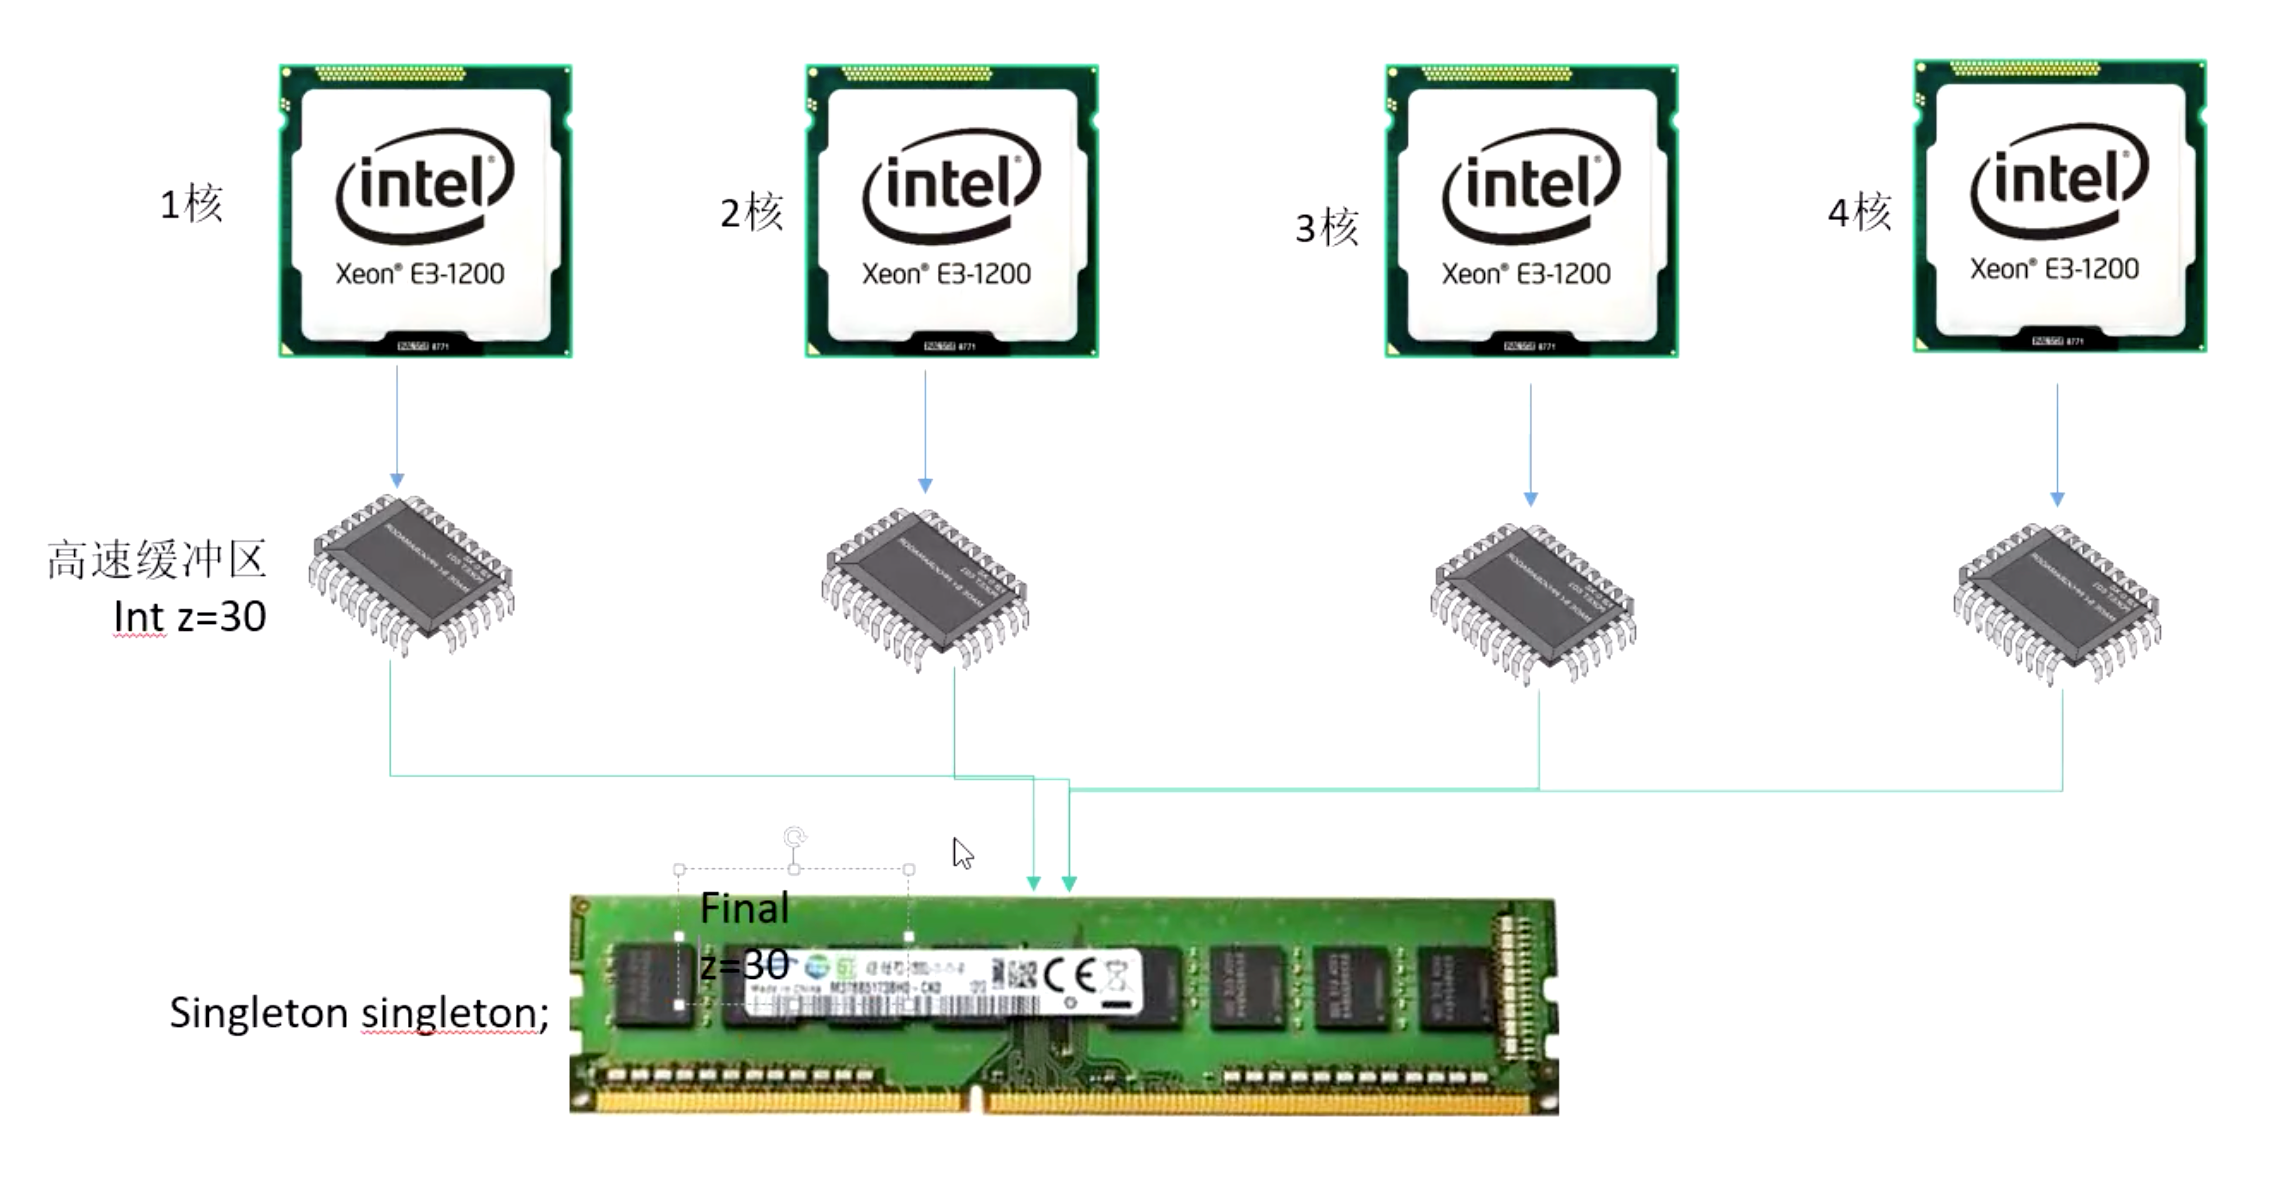 1核
intel
Xeon® E3-1200
2核
intel
Xeon® E3-1200
3核
intel
Xeon® E3-1200
4核
intel
Xeon® E3-1200
高速缓冲区
Int z=30
Final
z=30
Made in China
CE
Singleton singleton;